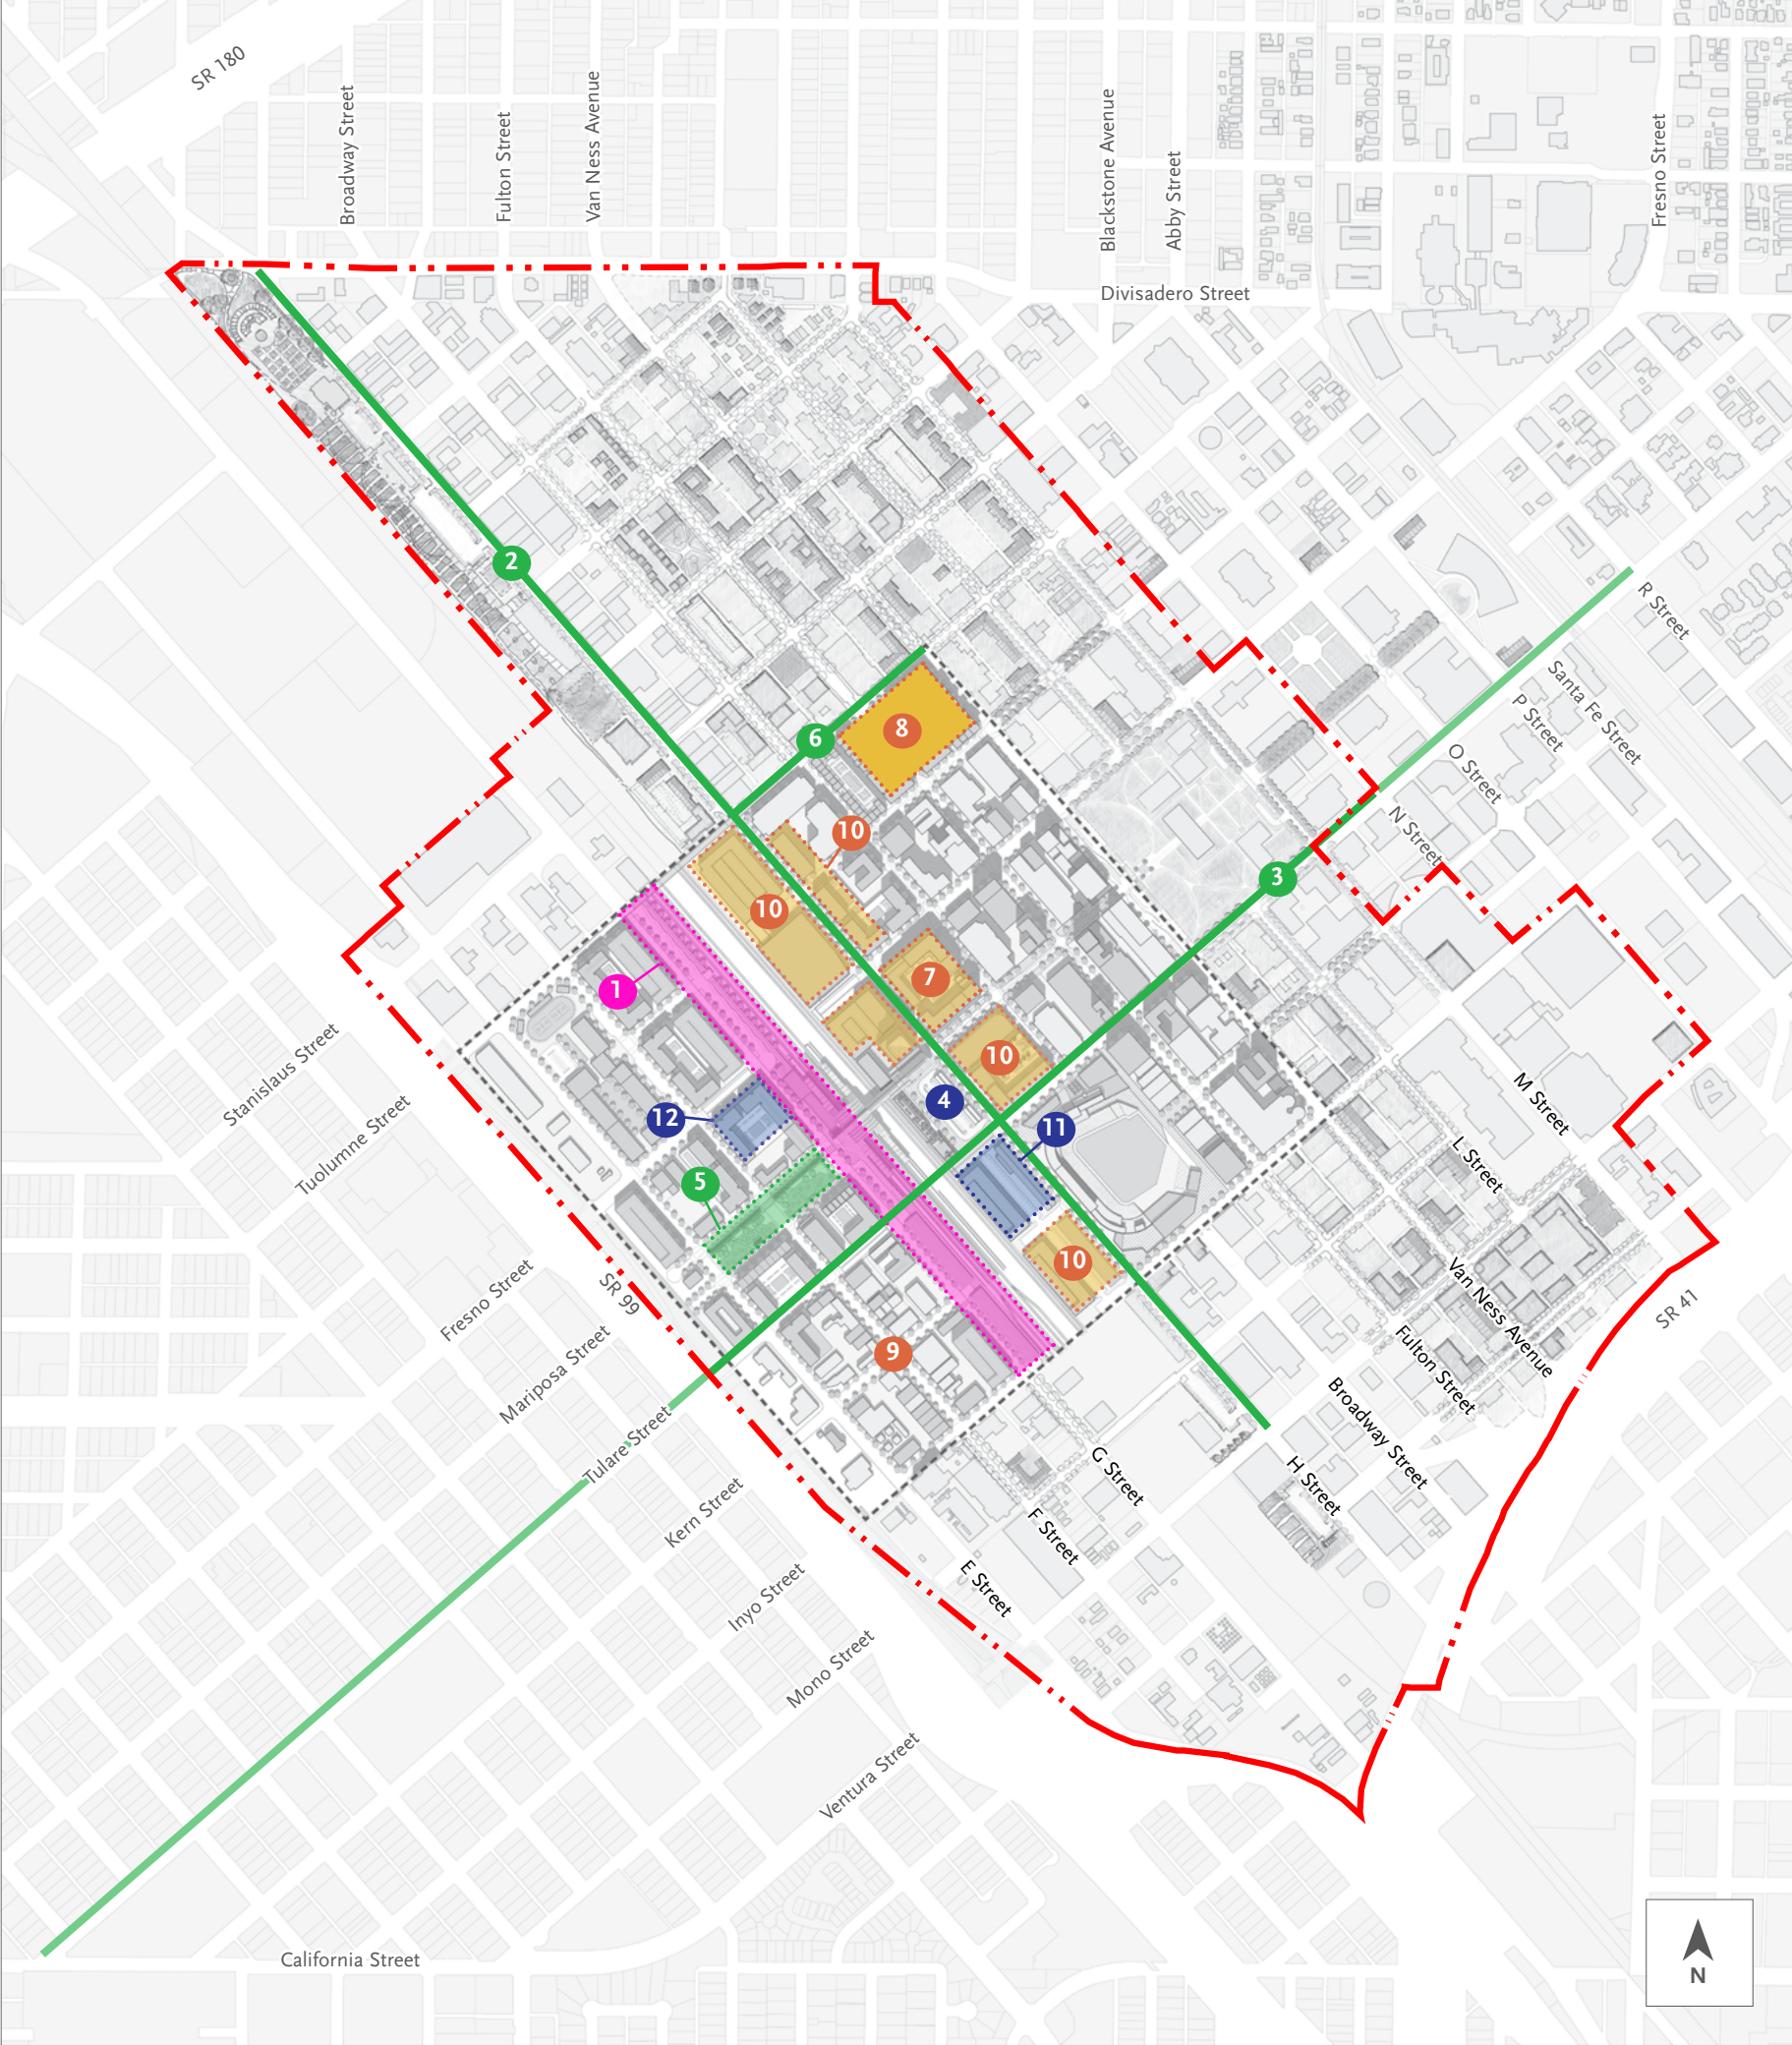 SR 180
Broadway Street
Fulton Street
Van Ness Avenue
Blackstone Avenue
Abby Street
Fresno Street
Divisadero Street
2
R Street
Santa Fe Street
P Street
O Street
N Street
6
8
10
3
10
7
1
10
4
12
11
5
10
9
Stanislaus Street
Tuolumne Street
Fresno Street
SR 99
Mariposa Street
Tulare Street
Kern Street
Inyo Street
Mono Street
Ventura Street
California Street
M Street
L Street
Van Ness Avenue
SR 41
Fulton Street
Broadway Street
H Street
G Street
F Street
E Street
N